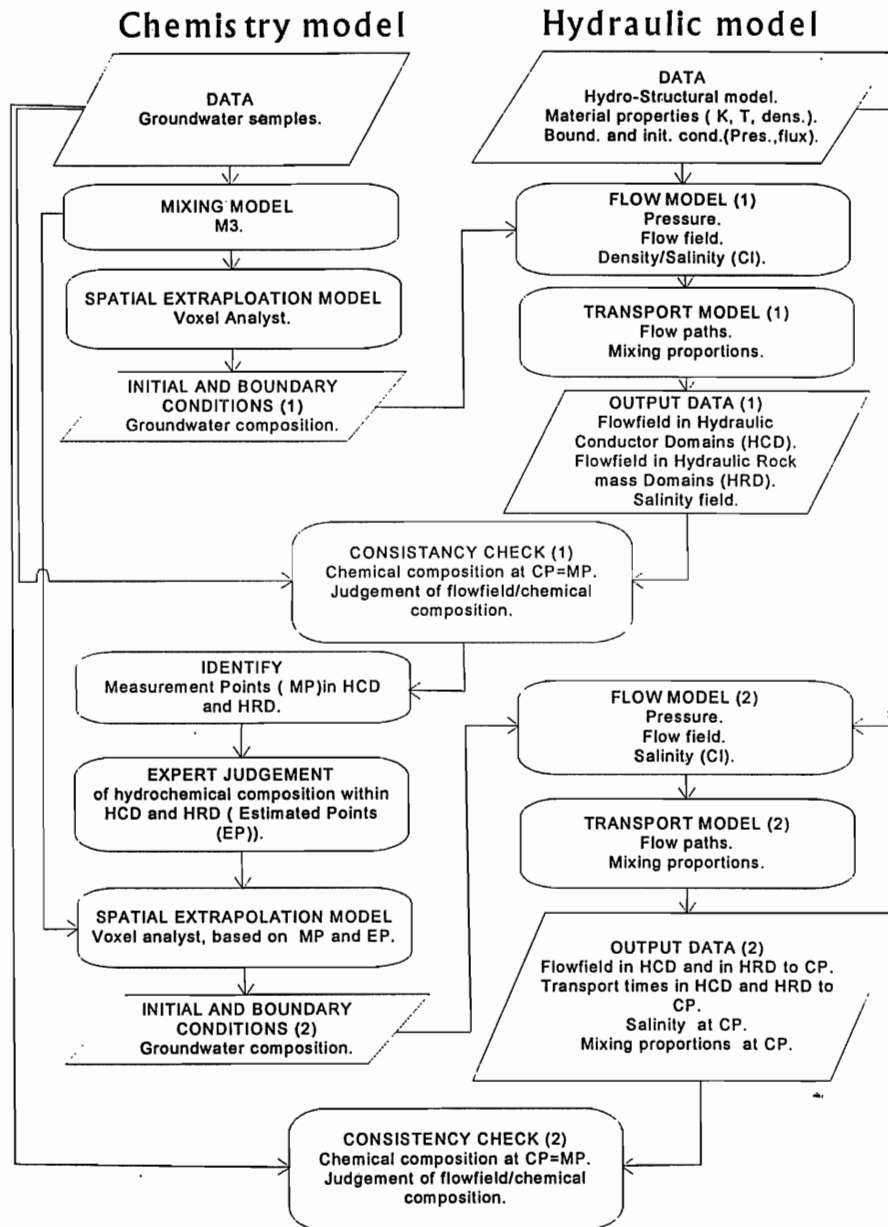 Chemistry model
Hydraulic model
DATA
Groundwater samples.
DATA
Hydro-Structural model.
Material properties ( K, T, dens.).
Bound. and init. cond.(Pres.,flux).
MIXING MODEL
M3.
FLOW MODEL (1)
Pressure.
Flow field.
Density/Salinity (Cl).
SPATIAL EXTRAPLOATION MODEL
Voxel Analyst.
TRANSPORT MODEL (1)
Flow paths.
Mixing proportions.
INITIAL AND BOUNDARY
CONDITIONS (1)
Groundwater composition.
OUTPUT DATA (1)
Flowfield in Hydraulic
Conductor Domains (HCD).
Flowfield in Hydraulic Rock
mass Domains (HRD).
Salinity field.
CONSISTANCY CHECK (1)
Chemical composition at CP=MP.
Judgement of flowfield/chemical
composition.
IDENTIFY
Measurement Points ( MP)in HCD
and HRD.
FLOW MODEL (2)
Pressure.
Flow field.
Salinity (Cl).
EXPERT JUDGEMENT
of hydrochemical composition within
HCD and HRD ( Estimated Points
(EP)).
TRANSPORT MODEL (2)
Flow paths.
Mixing proportions.
SPATIAL EXTRAPOLATION MODEL
Voxel analyst, based on MP and EP.
INITIAL AND BOUNDARY
CONDITIONS (2)
Groundwater composition.
OUTPUT DATA (2)
Flowfield in HCD and in HRD to CP.
Transport times in HCD and HRD to
CP.
Salinity at CP.
Mixing proportions at CP.
CONSISTENCY CHECK (2)
Chemical composition at CP=MP.
Judgement of flowfield/chemical
composition.